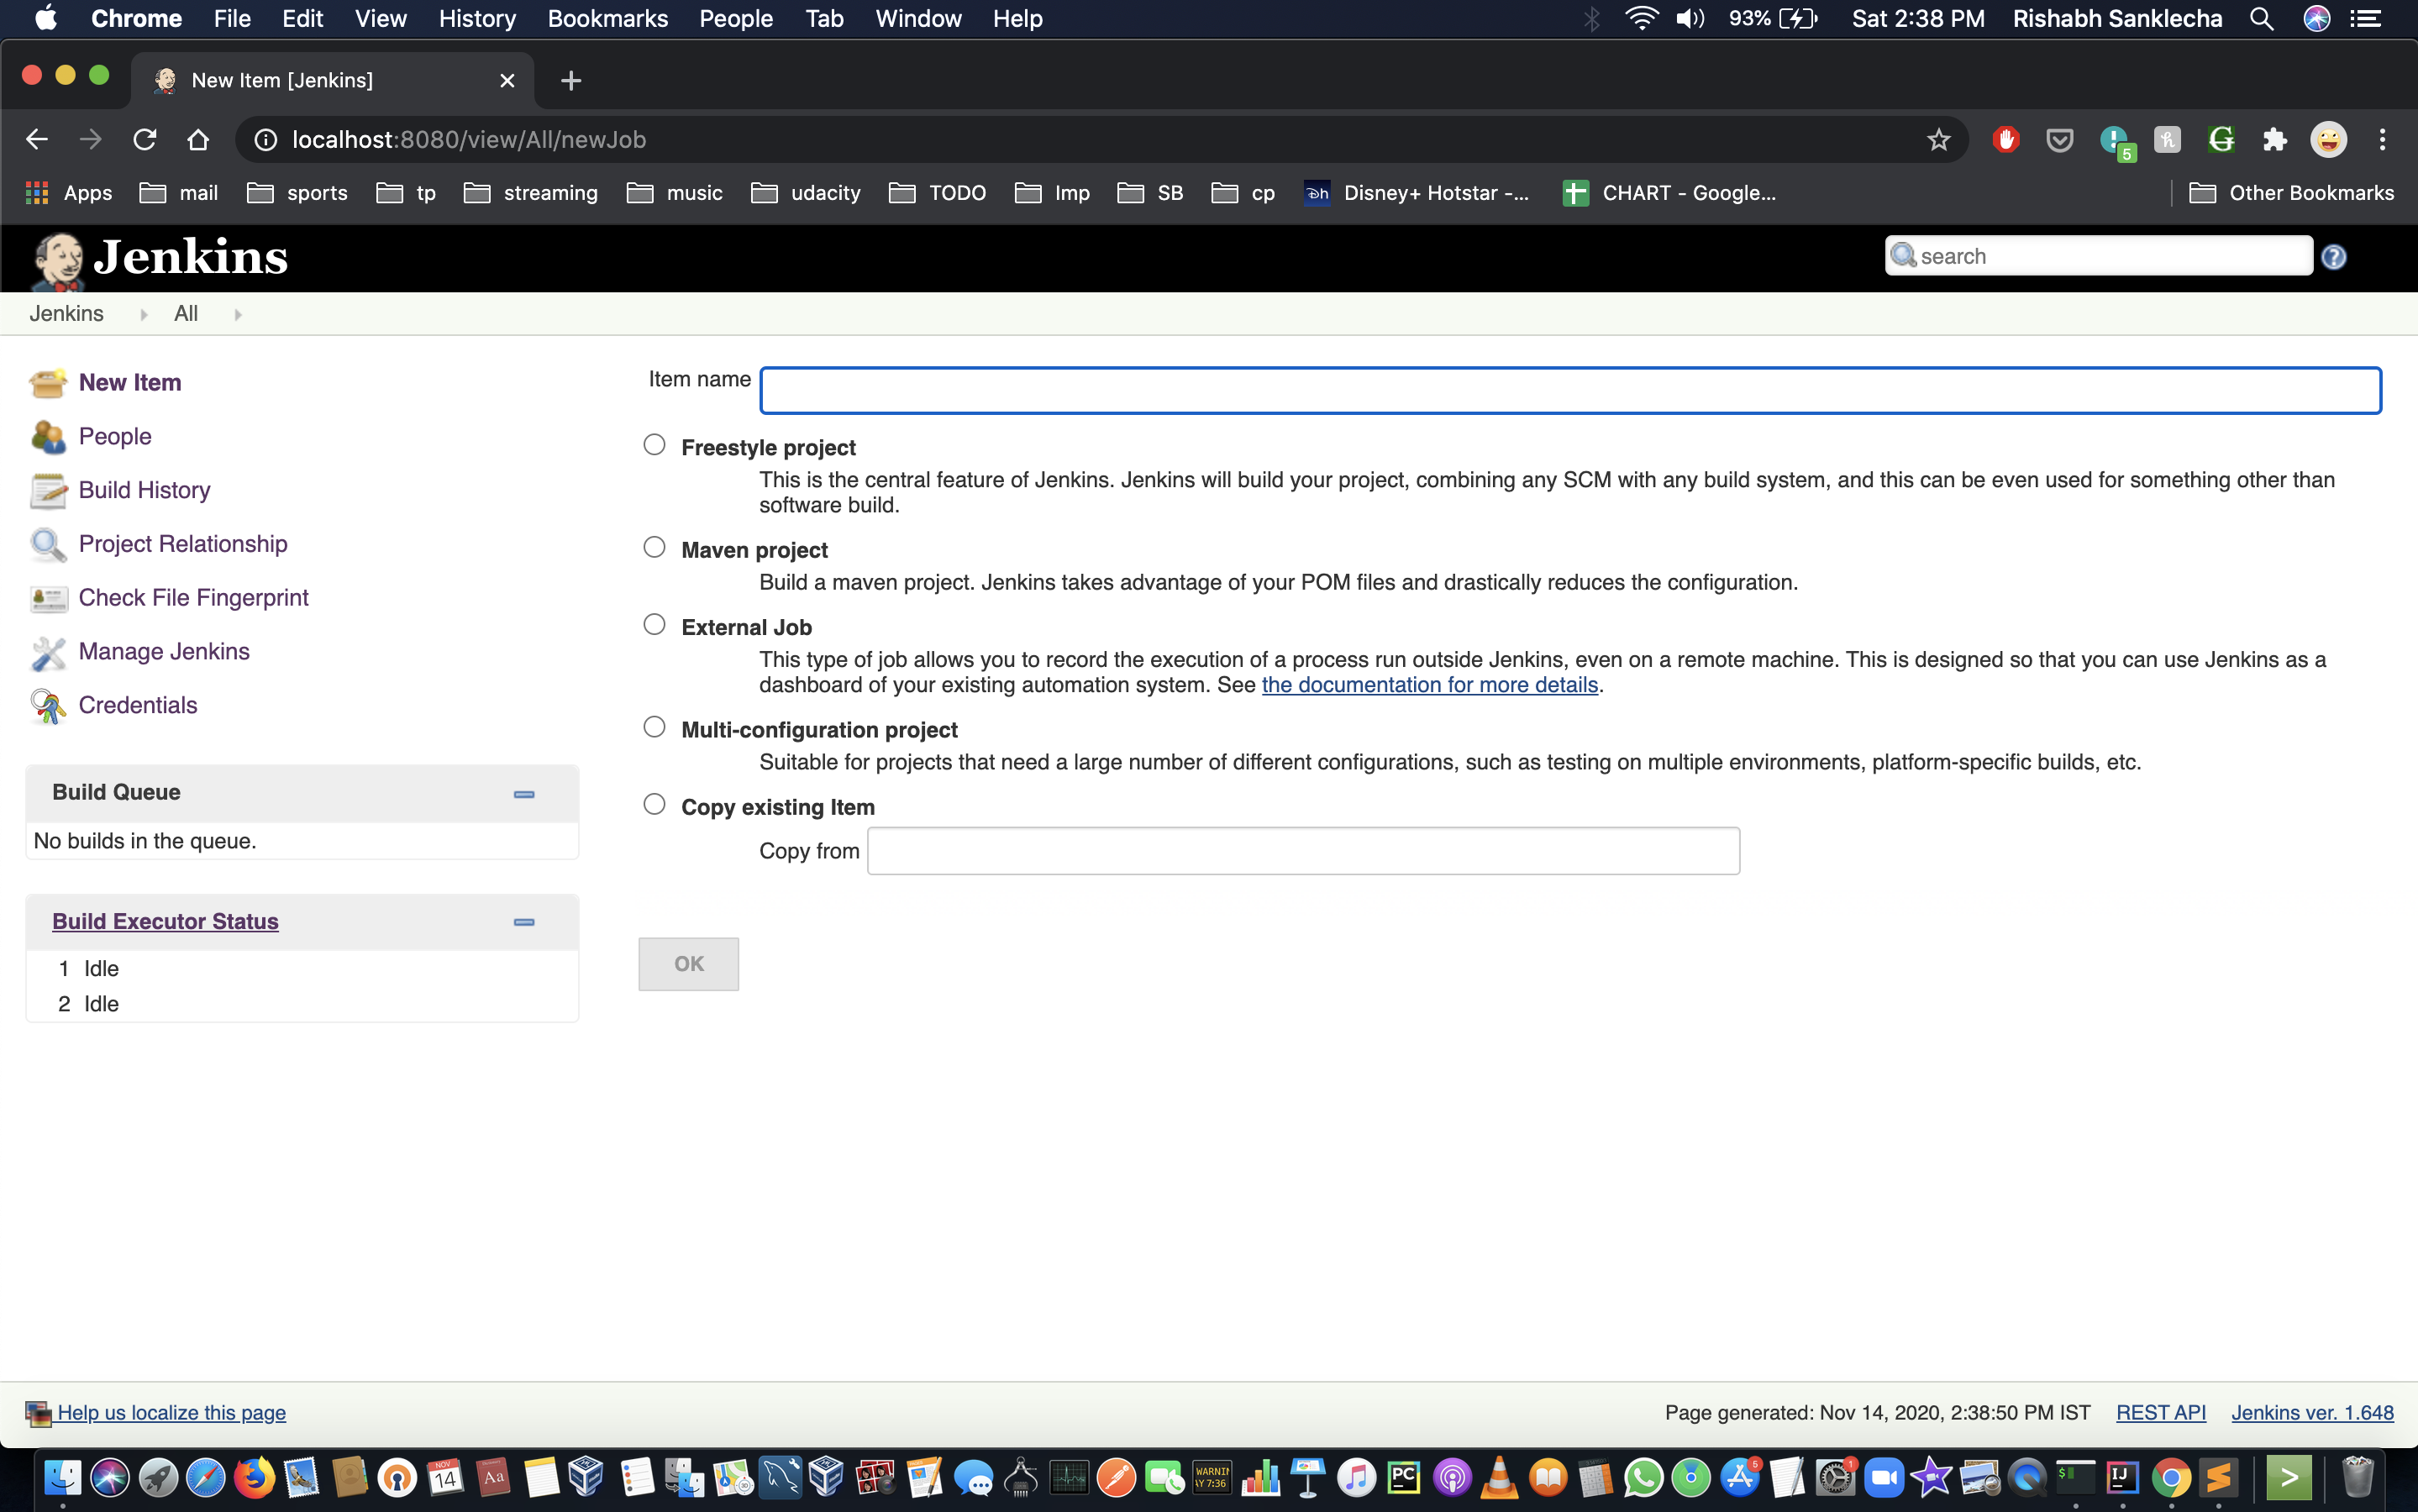 Chrome File Edit View History Bookmarks People Tab Window Help 93% Sat 2:38 PM Rishabh Sanklecha
New Item [Jenkins]
localhost:8080/view/All/newJob
5
Apps mail sports tp streaming music udacity TODO Imp SB cp Disney+ Hotstar -... CHART - Google... Other Bookmarks
Jenkins search
Jenkins All
New Item
People
Build History
Project Relationship
Check File Fingerprint
Manage Jenkins
Credentials
Build Queue
No builds in the queue.
Build Executor Status
1 Idle
2 Idle
Item name
Freestyle project
This is the central feature of Jenkins. Jenkins will build your project, combining any SCM with any build system, and this can be even used for something other than
software build.
Maven project
Build a maven project. Jenkins takes advantage of your POM files and drastically reduces the configuration.
External Job
This type of job allows you to record the execution of a process run outside Jenkins, even on a remote machine. This is designed so that you can use Jenkins as a
dashboard of your existing automation system. See the documentation for more details.
Multi-configuration project
Suitable for projects that need a large number of different configurations, such as testing on multiple environments, platform-specific builds, etc.
Copy existing Item
Copy from
OK
Help us localize this page Page generated: Nov 14, 2020, 2:38:50 PM IST REST API Jenkins ver. 1.648
NOV
14
Aa
PC
5
1
IJ